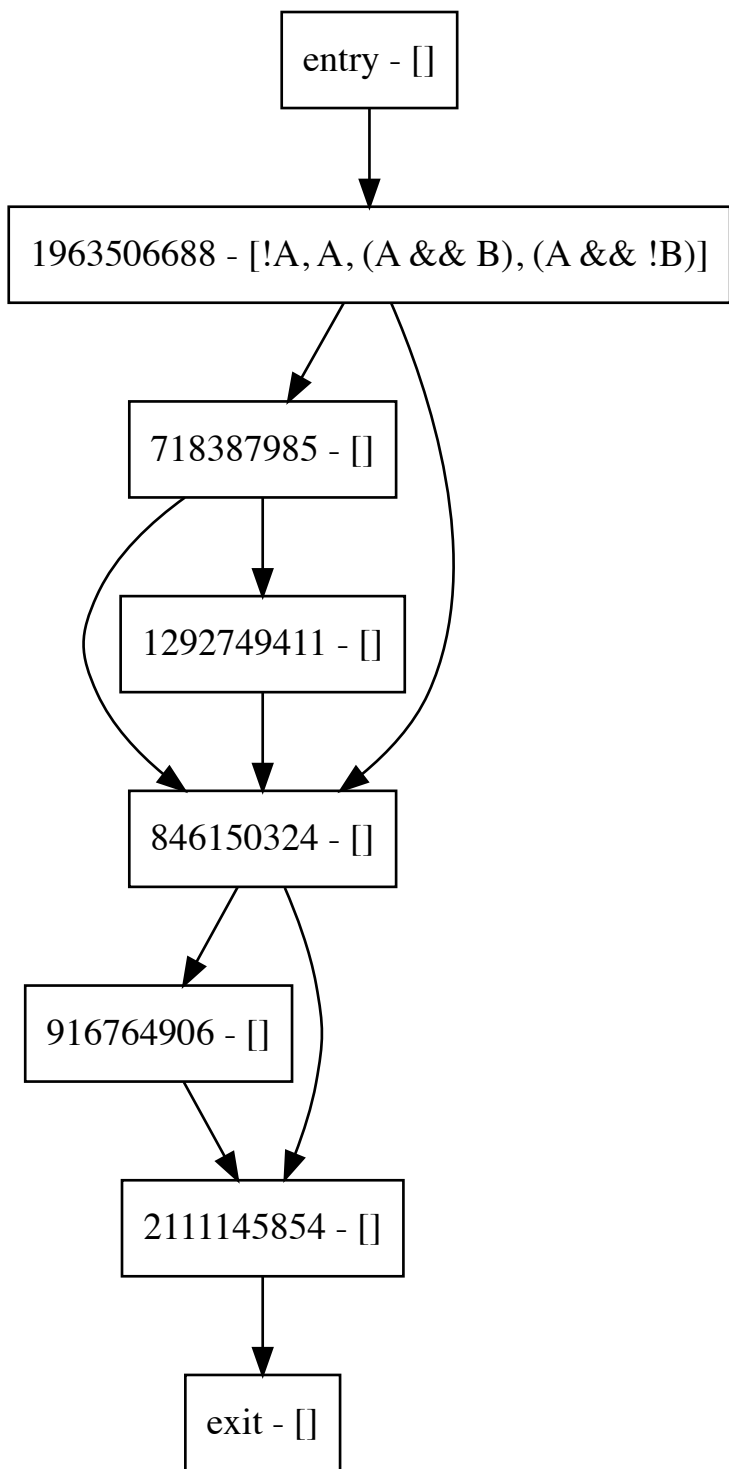 entry - []
1963506688 - [!A, A, (A && B), (A && !B)]
718387985 - []
1292749411 - []
846150324 - []
916764906 - []
2111145854 - []
exit - []